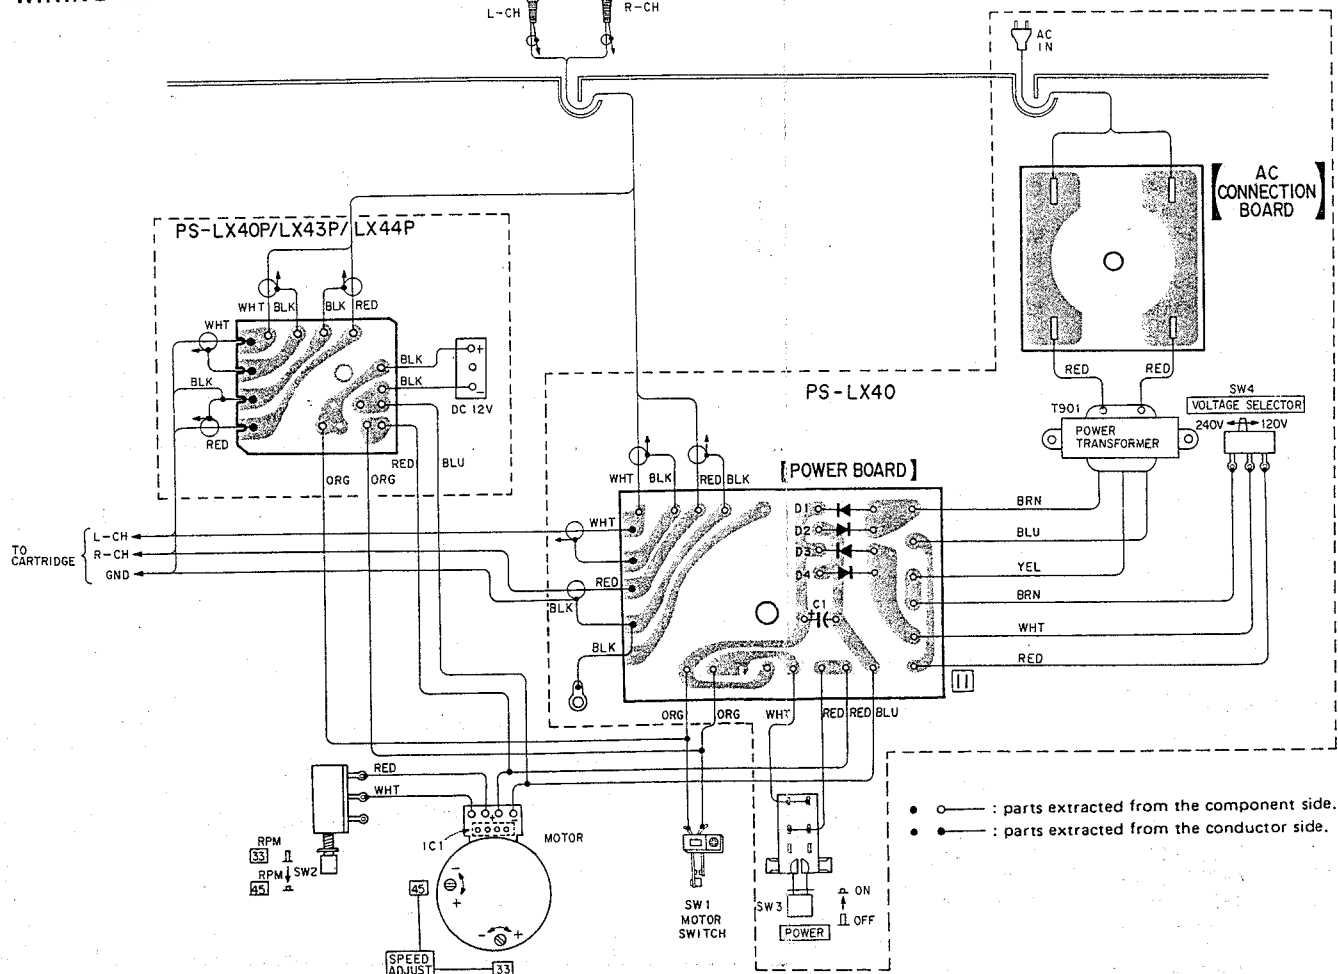 L-CH
R-CH
AC
IN
AC
CONNECTION
BOARD
PS-LX40P/LX43P/LX44P
WHT
BLK
BLK
RED
WHT
BLK
RED
BLK
BLK
+
-
DC 12V
ORG
ORG
RED
BLU
RED
RED
T901
POWER
TRANSFORMER
SW4
VOLTAGE SELECTOR
240V
120V
PS-LX40
POWER BOARD
WHT
BLK
RED
BLK
D1
D2
D3
D4
C1
+
BRN
BLU
YEL
BRN
WHT
RED
TO
CARTRIDGE
L-CH
R-CH
GND
WHT
RED
BLK
BLK
11
ORG
ORG
WHT
RED
RED
BLU
RED
WHT
RPM
33
RPM
45
SW2
IC1
MOTOR
+
-
45
-
+
-
+
SPEED
ADJUST
33
SW1
MOTOR
SWITCH
SW3
POWER
ON
OFF
: parts extracted from the component side.
: parts extracted from the conductor side.